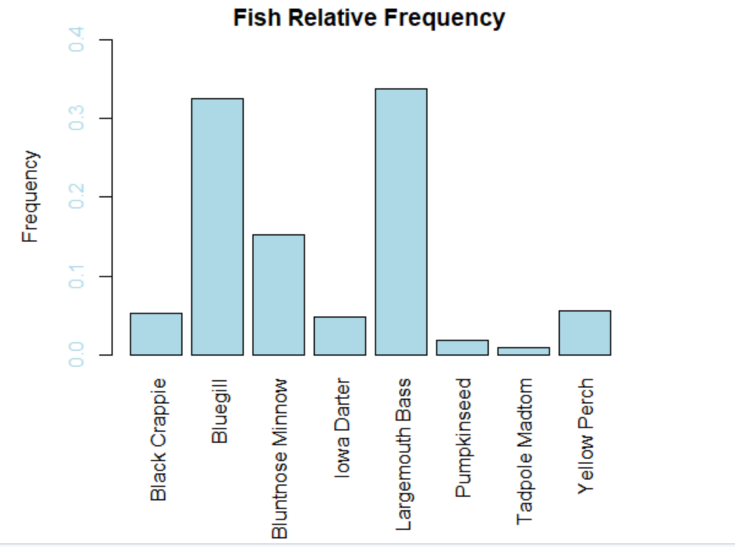 Fish Relative Frequency
Frequency
0.4
0.3
0.2
0.1
0.0
Black Crappie
Bluegill
Bluntnose Minnow
Iowa Darter
Largemouth Bass
Pumpkinseed
Tadpole Madtom
Yellow Perch